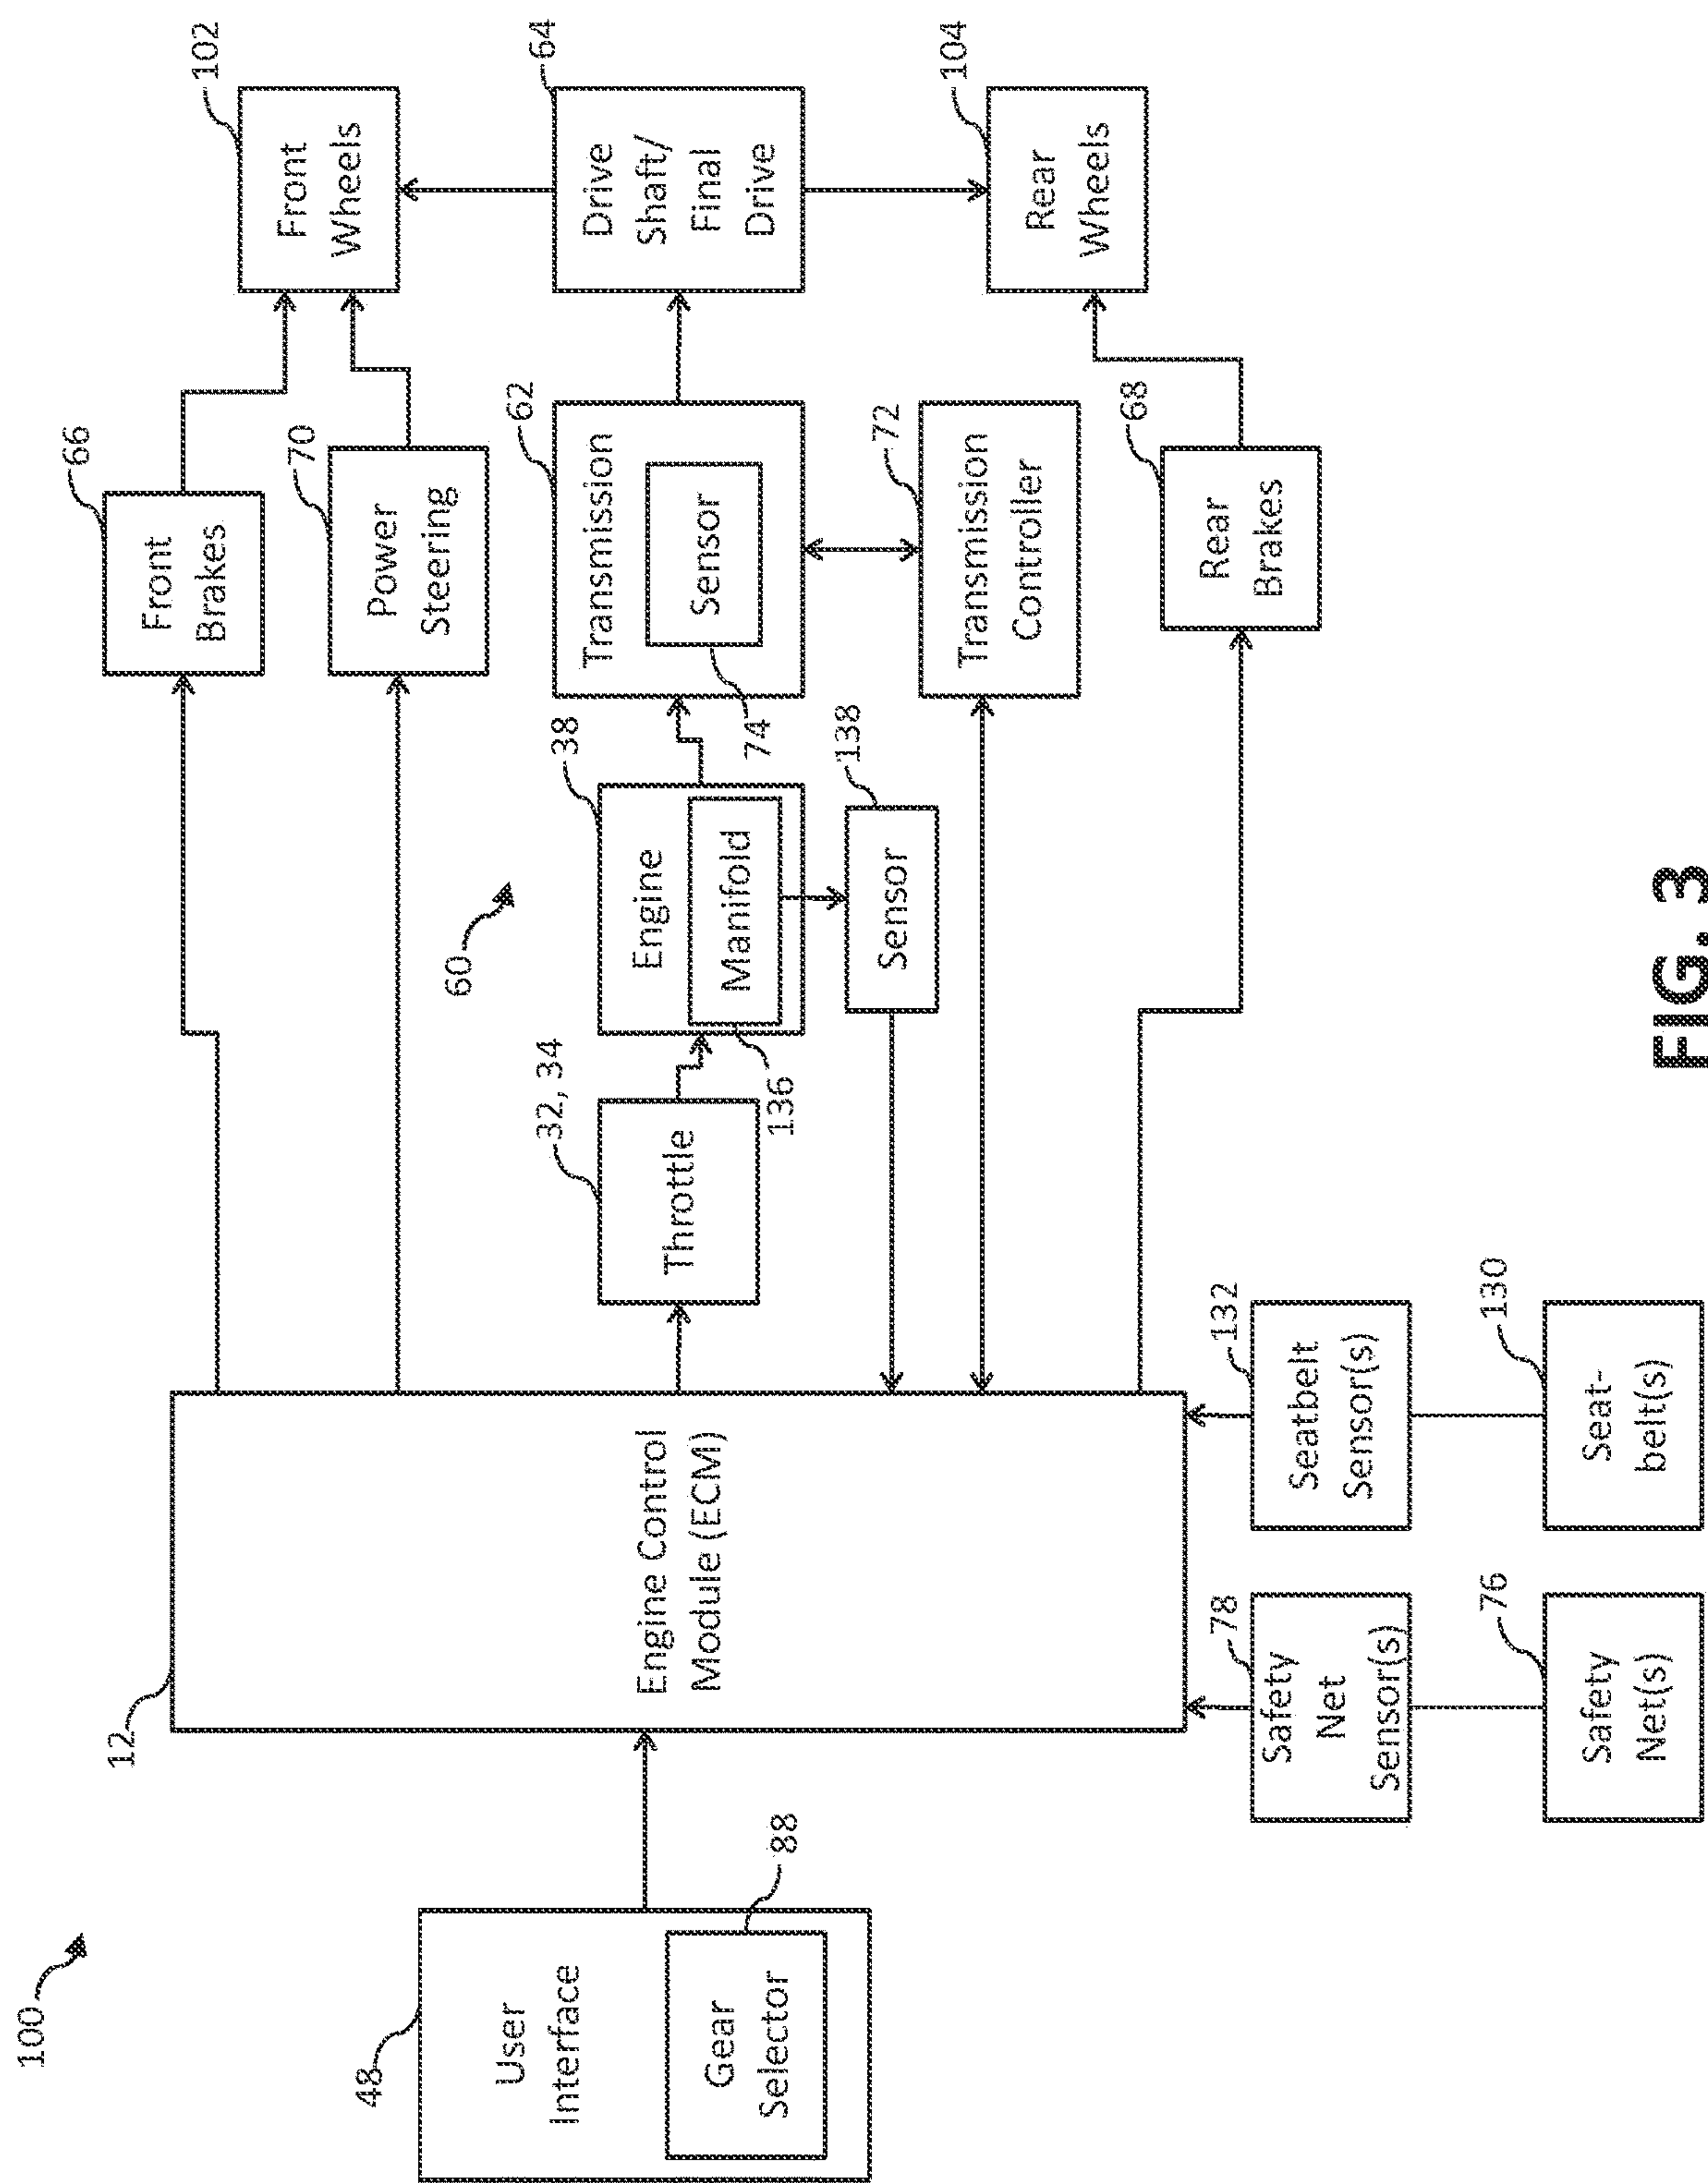 100
48
User
Interface
88
Gear
Selector
12
Engine Control
Module (ECM)
78
Safety
Net
Sensor(s)
76
Safety
Net(s)
132
Seatbelt
Sensor(s)
130
Seat-
belt(s)
32, 34
Throttle
60
38
Engine
Manifold
136
138
Sensor
66
Front
Brakes
70
Power
Steering
62
Transmission
Sensor
74
72
Transmission
Controller
68
Rear
Brakes
102
Front
Wheels
64
Drive
Shaft/
Final
Drive
104
Rear
Wheels
FIG. 3